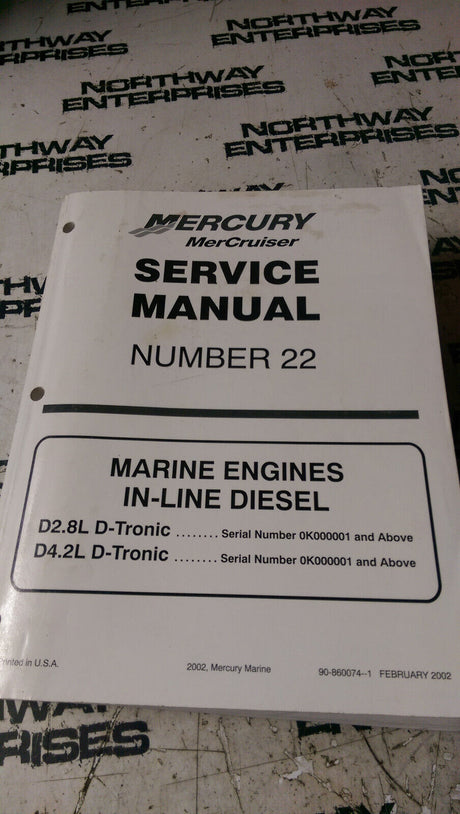 NORTHWAY
ENTERPRISES
NORTHWAY
ENTERPRISES
NORTHWAY
ENTERPRISES
MERCURY
MerCruiser
SERVICE
MANUAL
NUMBER 22
MARINE ENGINES
IN-LINE DIESEL
D2.8L D-Tronic ........ Serial Number 0K000001 and Above
D4.2L D-Tronic ........ Serial Number 0K000001 and Above
Printed in U.S.A.
2002, Mercury Marine
90-860074--1 FEBRUARY 2002